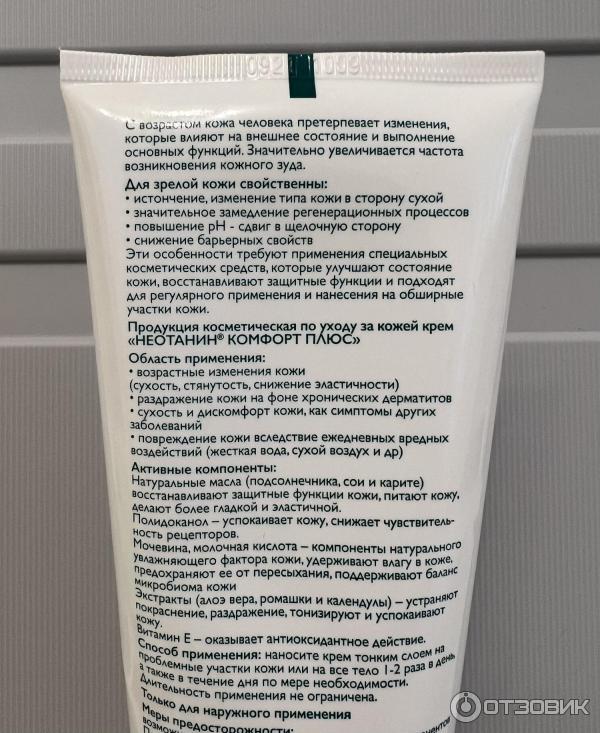 С возрастом кожа человека претерпевает изменения,
которые влияют на внешнее состояние и выполнение
основных функций. Значительно увеличивается частота
возникновения кожного зуда.
Для зрелой кожи свойственны:
• истончение, изменение типа кожи в сторону сухой
• значительное замедление регенерационных процессов
• повышение pH - сдвиг в щелочную сторону
• снижение барьерных свойств
Эти особенности требуют применения специальных
косметических средств, которые улучшают состояние
кожи, восстанавливают защитные функции и подходят
для регулярного применения и нанесения на обширные
участки кожи.
Продукция косметическая по уходу за кожей крем
«НЕОТАНИН® КОМФОРТ ПЛЮС»
Область применения:
• возрастные изменения кожи
(сухость, стянутость, снижение эластичности)
• раздражение кожи на фоне хронических дерматитов
• сухость и дискомфорт кожи, как симптомы других
заболеваний
• повреждение кожи вследствие ежедневных вредных
воздействий (жесткая вода, сухой воздух и др)
Активные компоненты:
Натуральные масла (подсолнечника, сои и карите)
восстанавливают защитные функции кожи, питают кожу,
делают более гладкой и эластичной.
Полидоканол – успокаивает кожу, снижает чувствитель-
ность рецепторов.
Мочевина, молочная кислота – компоненты натурального
увлажняющего фактора кожи, удерживают влагу в коже,
предохраняют ее от пересыхания, поддерживают баланс
микробиома кожи
Экстракты (алоэ вера, ромашки и календулы) – устраняют
покраснение, раздражение, тонизируют и успокаивают
кожу.
Витамин Е – оказывает антиоксидантное действие.
Способ применения: наносите крем тонким слоем на
проблемные участки кожи или на все тело 1-2 раза в день,
а также в течение дня по мере необходимости.
Длительность применения не ограничена.
Только для наружного применения
Меры предосторожности:
ОТЗОВИК